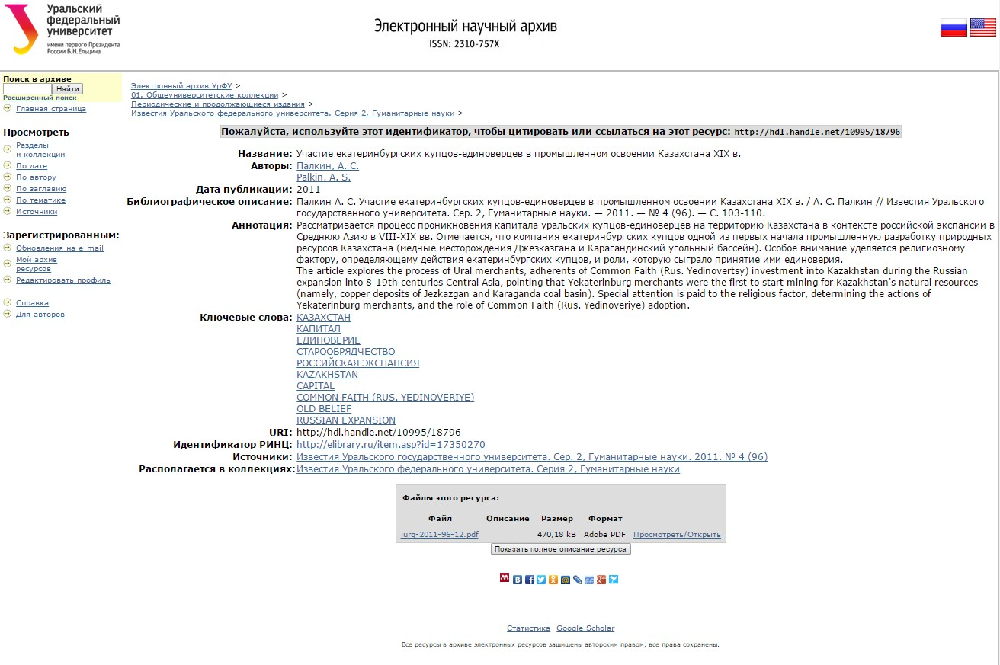 Уральский
федеральный
университет
имени первого Президента
России Б.Н.Ельцина
Электронный научный архив
ISSN: 2310-757X
Поиск в архиве
Найти
Расширенный поиск
Главная страница
Просмотреть
Разделы
и коллекции
По дате
По автору
По заглавию
По тематике
Источники
Зарегистрированным:
Обновления на e-mail
Мой архив
ресурсов
Редактировать профиль
Справка
Для авторов
Электронный архив УрФУ >
01. Общеуниверситетские коллекции >
Периодические и продолжающиеся издания >
Известия Уральского федерального университета. Серия 2, Гуманитарные науки >
Пожалуйста, используйте этот идентификатор, чтобы цитировать или ссылаться на этот ресурс: http://hdl.handle.net/10995/18796
Название: Участие екатеринбургских купцов-единоверцев в промышленном освоении Казахстана XIX в.
Авторы: Палкин, А. С.
Palkin, A. S.
Дата публикации: 2011
Библиографическое описание: Палкин А. С. Участие екатеринбургских купцов-единоверцев в промышленном освоении Казахстана XIX в. / А. С. Палкин // Известия Уральского
государственного университета. Сер. 2, Гуманитарные науки. — 2011. — № 4 (96). — С. 103-110.
Аннотация: Рассматривается процесс проникновения капитала уральских купцов-единоверцев на территорию Казахстана в контексте российской экспансии в
Среднюю Азию в VIII-XIX вв. Отмечается, что компания екатеринбургских купцов одной из первых начала промышленную разработку природных
ресурсов Казахстана (медные месторождения Джезказгана и Карагандинский угольный бассейн). Особое внимание уделяется религиозному
фактору, определяющему действия екатеринбургских купцов, и роли, которую сыграло принятие ими единоверия.
The article explores the process of Ural merchants, adherents of Common Faith (Rus. Yedinovertsy) investment into Kazakhstan during the Russian
expansion into 8-19th centuries Central Asia, pointing that Yekaterinburg merchants were the first to start mining for Kazakhstan's natural resources
(namely, copper deposits of Jezkazgan and Karaganda coal basin). Special attention is paid to the religious factor, determining the actions of
Yekaterinburg merchants, and the role of Common Faith (Rus. Yedinoveriye) adoption.
Ключевые слова: КАЗАХСТАН
КАПИТАЛ
ЕДИНОВЕРИЕ
СТАРООБРЯДЧЕСТВО
РОССИЙСКАЯ ЭКСПАНСИЯ
KAZAKHSTAN
CAPITAL
COMMON FAITH (RUS. YEDINOVERIYE)
OLD BELIEF
RUSSIAN EXPANSION
URI: http://hdl.handle.net/10995/18796
Идентификатор РИНЦ: http://elibrary.ru/item.asp?id=17350270
Источники: Известия Уральского государственного университета. Сер. 2, Гуманитарные науки. 2011. № 4 (96)
Располагается в коллекциях: Известия Уральского федерального университета. Серия 2, Гуманитарные науки
Файлы этого ресурса:
Файл Описание Размер Формат
iurg-2011-96-12.pdf 470,18 kB Adobe PDF Просмотреть/Открыть
Показать полное описание ресурса
Статистика Google Scholar
Все ресурсы в архиве электронных ресурсов защищены авторским правом, все права сохранены.